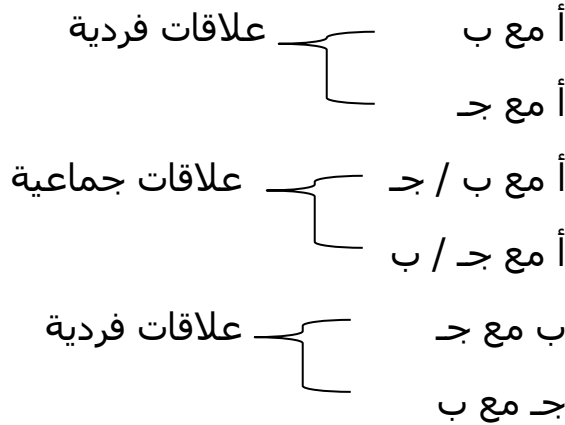 أ مع ب
علاقات فردية
أ مع جـ
أ مع ب / جـ
علاقات جماعية
أ مع جـ / ب
ب مع جـ
علاقات فردية
جـ مع ب